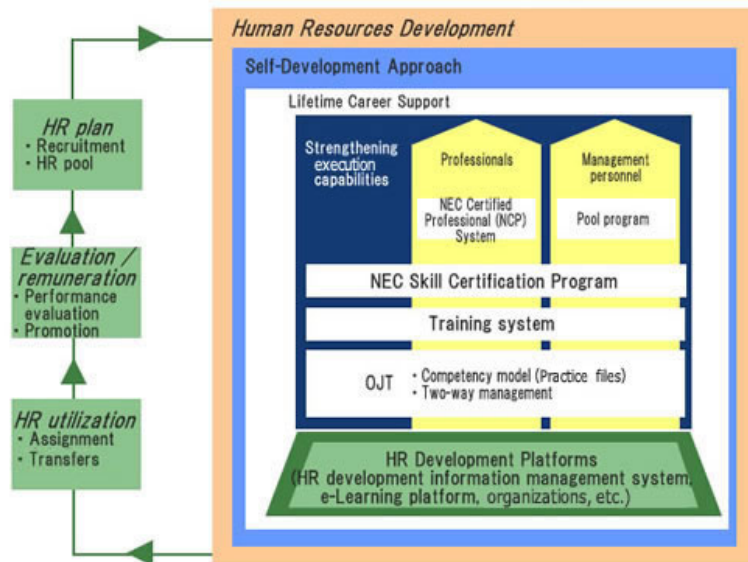 Human Resources Development
Self-Development Approach
Lifetime Career Support
HR plan
・Recruitment
・HR pool
Evaluation /
remuneration
・Performance
evaluation
・Promotion
HR utilization
・Assignment
・Transfers
Strengthening
execution
capabilities
Professionals
NEC Certified
Professional (NCP)
System
Management
personnel
Pool program
NEC Skill Certification Program
Training system
OJT
・Competency model (Practice files)
・Two-way management
HR Development Platforms
(HR development information management system,
e-Learning platform, organizations, etc.)